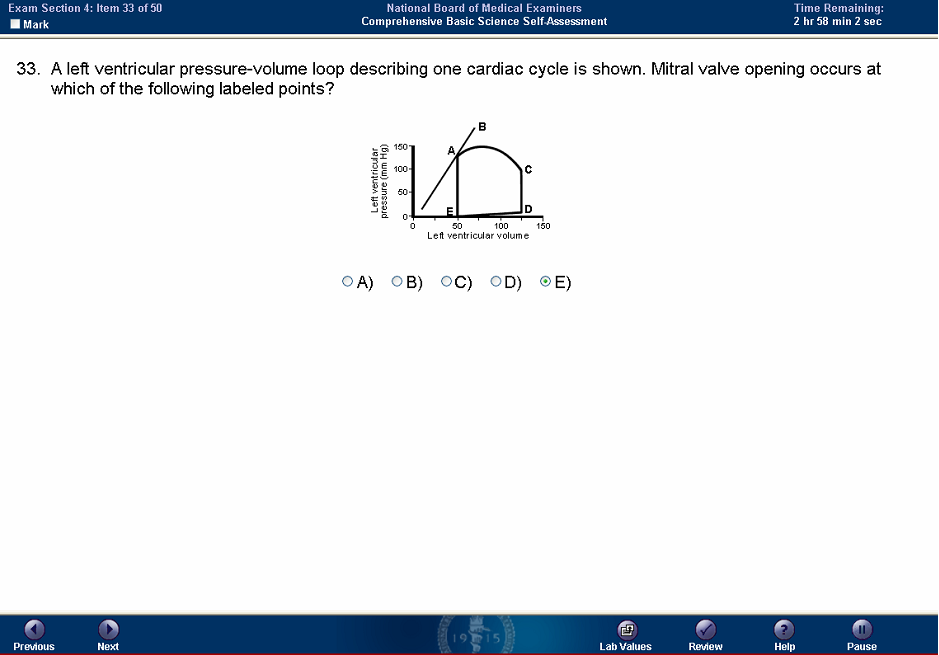 Exam Section 4: Item 33 of 50
National Board of Medical Examiners
Time Remaining:
Mark
Comprehensive Basic Science Self-Assessment
2 hr 58 min 2 sec
33. A left ventricular pressure-volume loop describing one cardiac cycle is shown. Mitral valve opening occurs at
which of the following labeled points?
B
A
C
E
D
Left ventricular
pressure (mm Hg)
150
100
50
0
0 50 100 150
Left ventricular volume
A) B) C) D) E)
Previous
Next
19 15
Lab Values
Review
Help
Pause